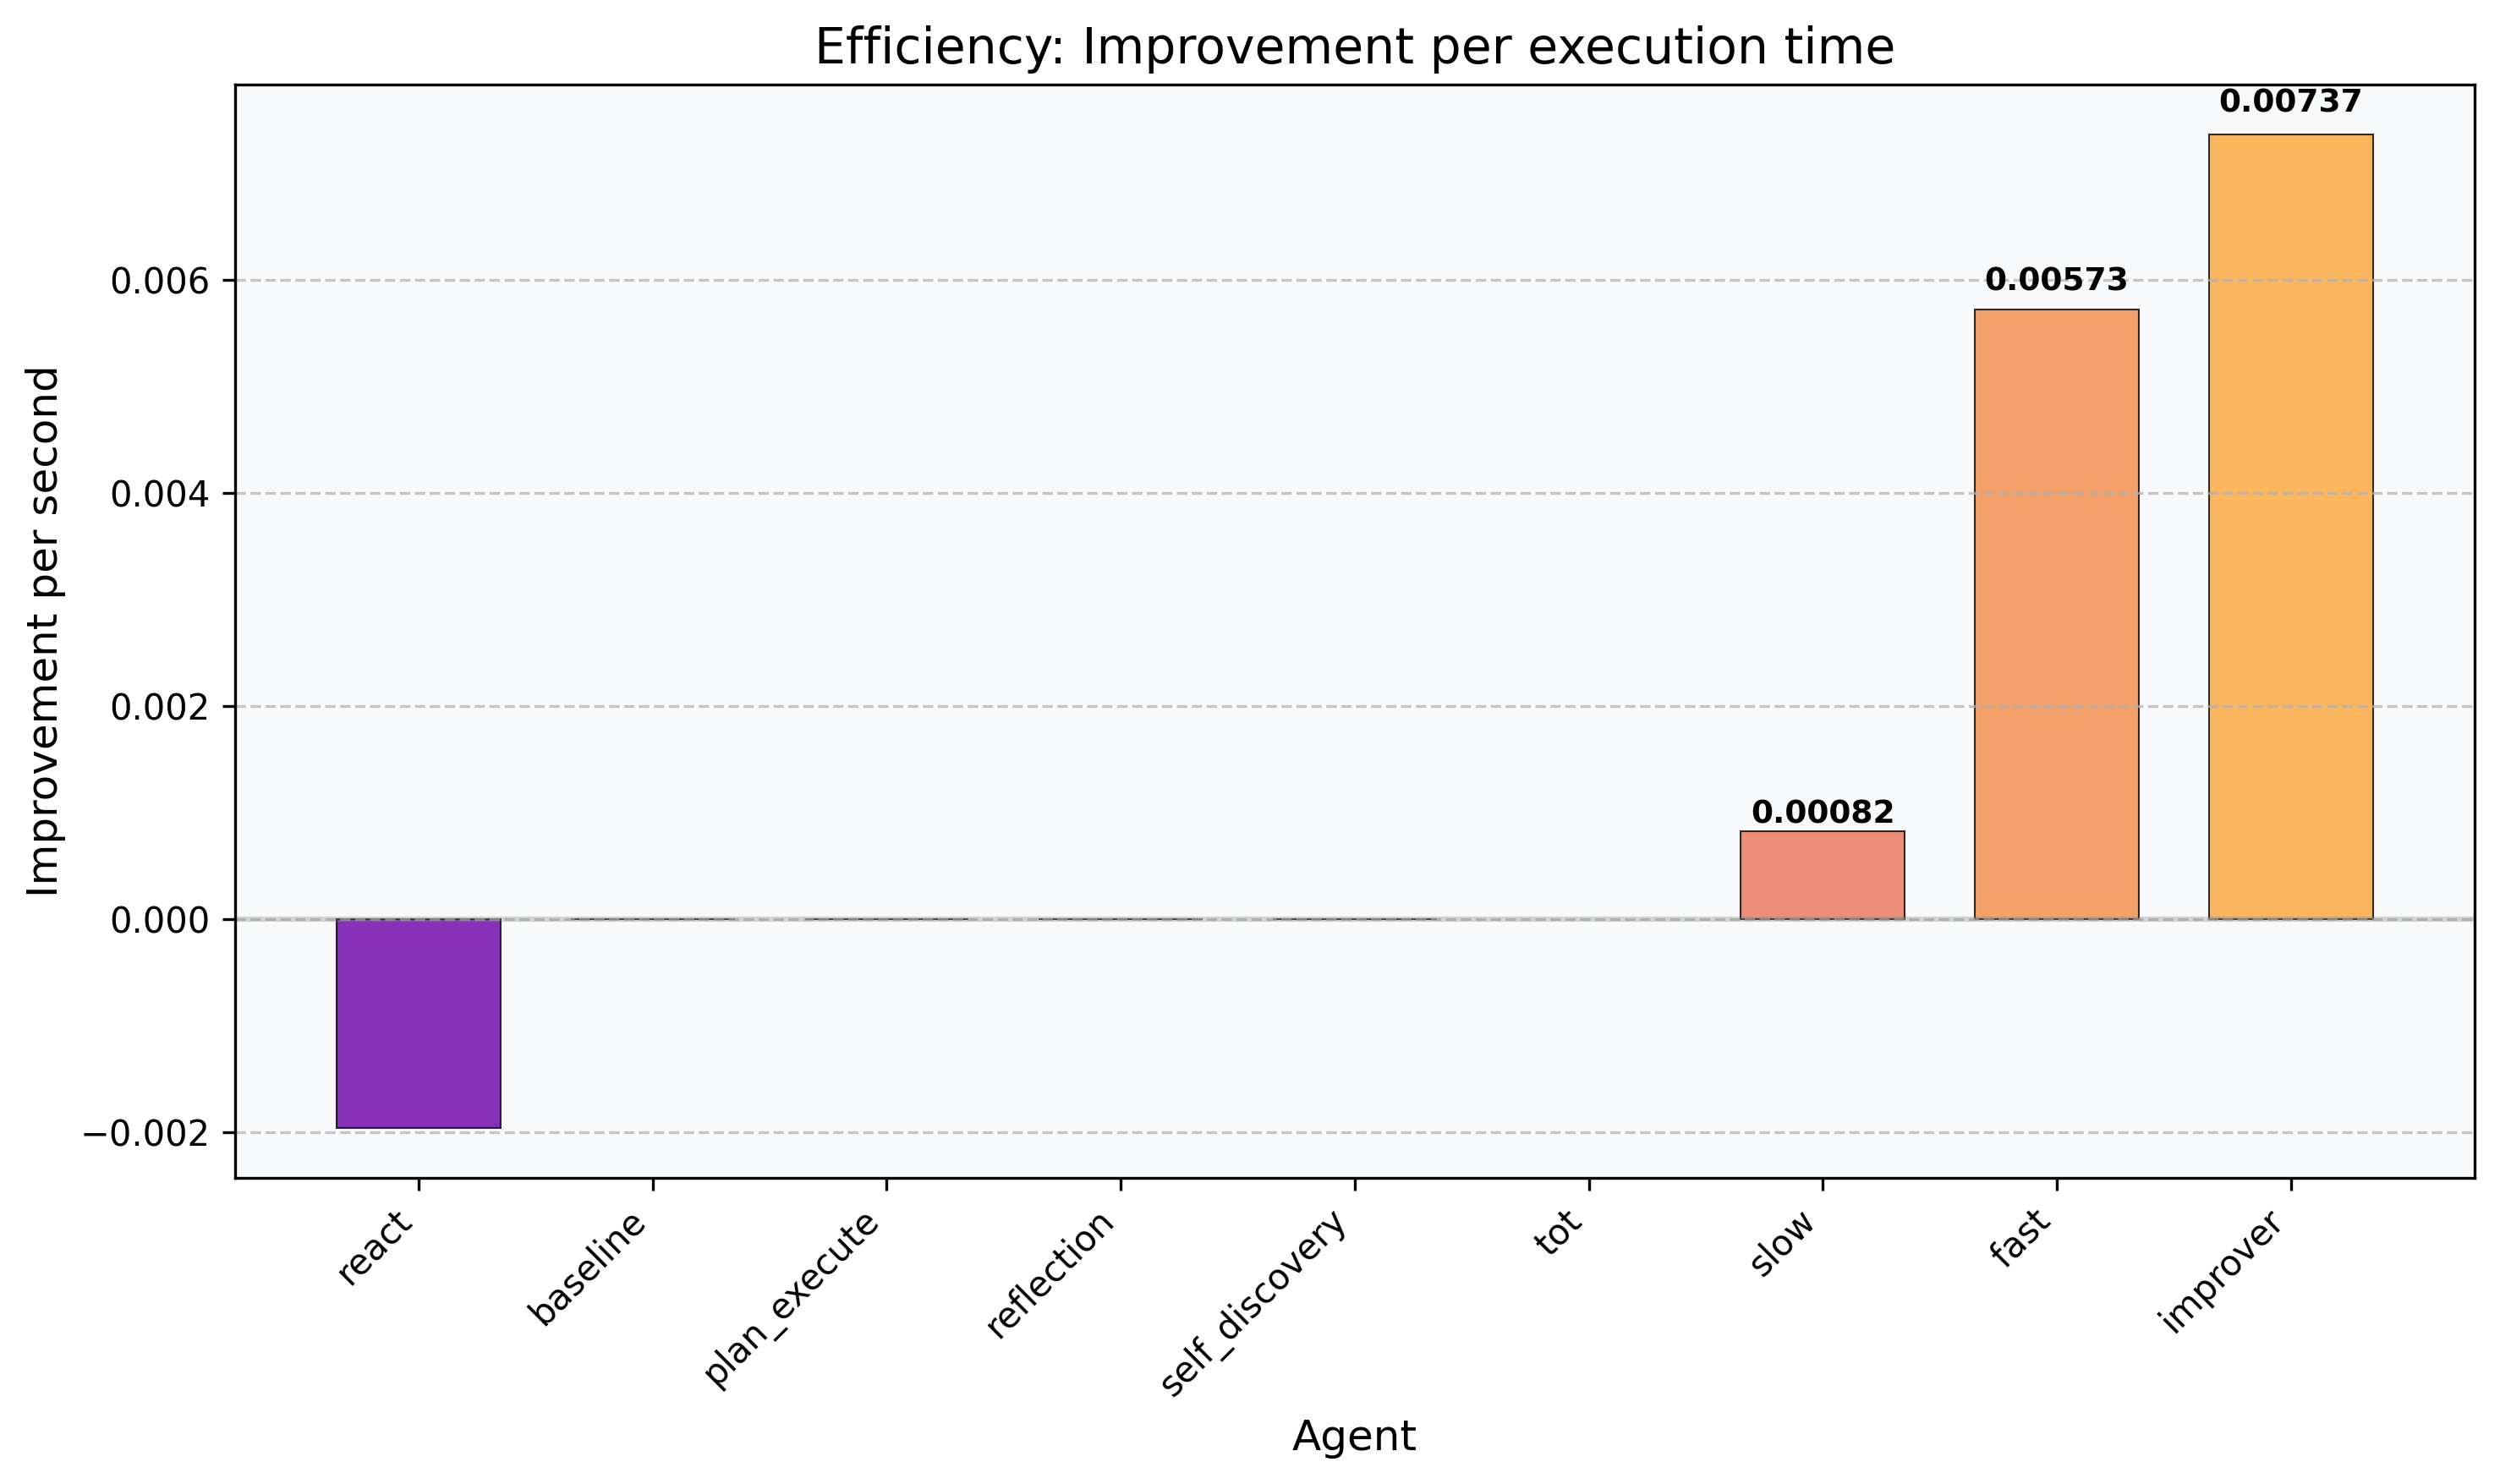 Efficiency: Improvement per execution time
0.00737
0.006
0.00573
0.004
0.002
0.00082
0.000
−0.002
Improvement per second
react
baseline
plan_execute
reflection
self_discovery
tot
slow
fast
improver
Agent